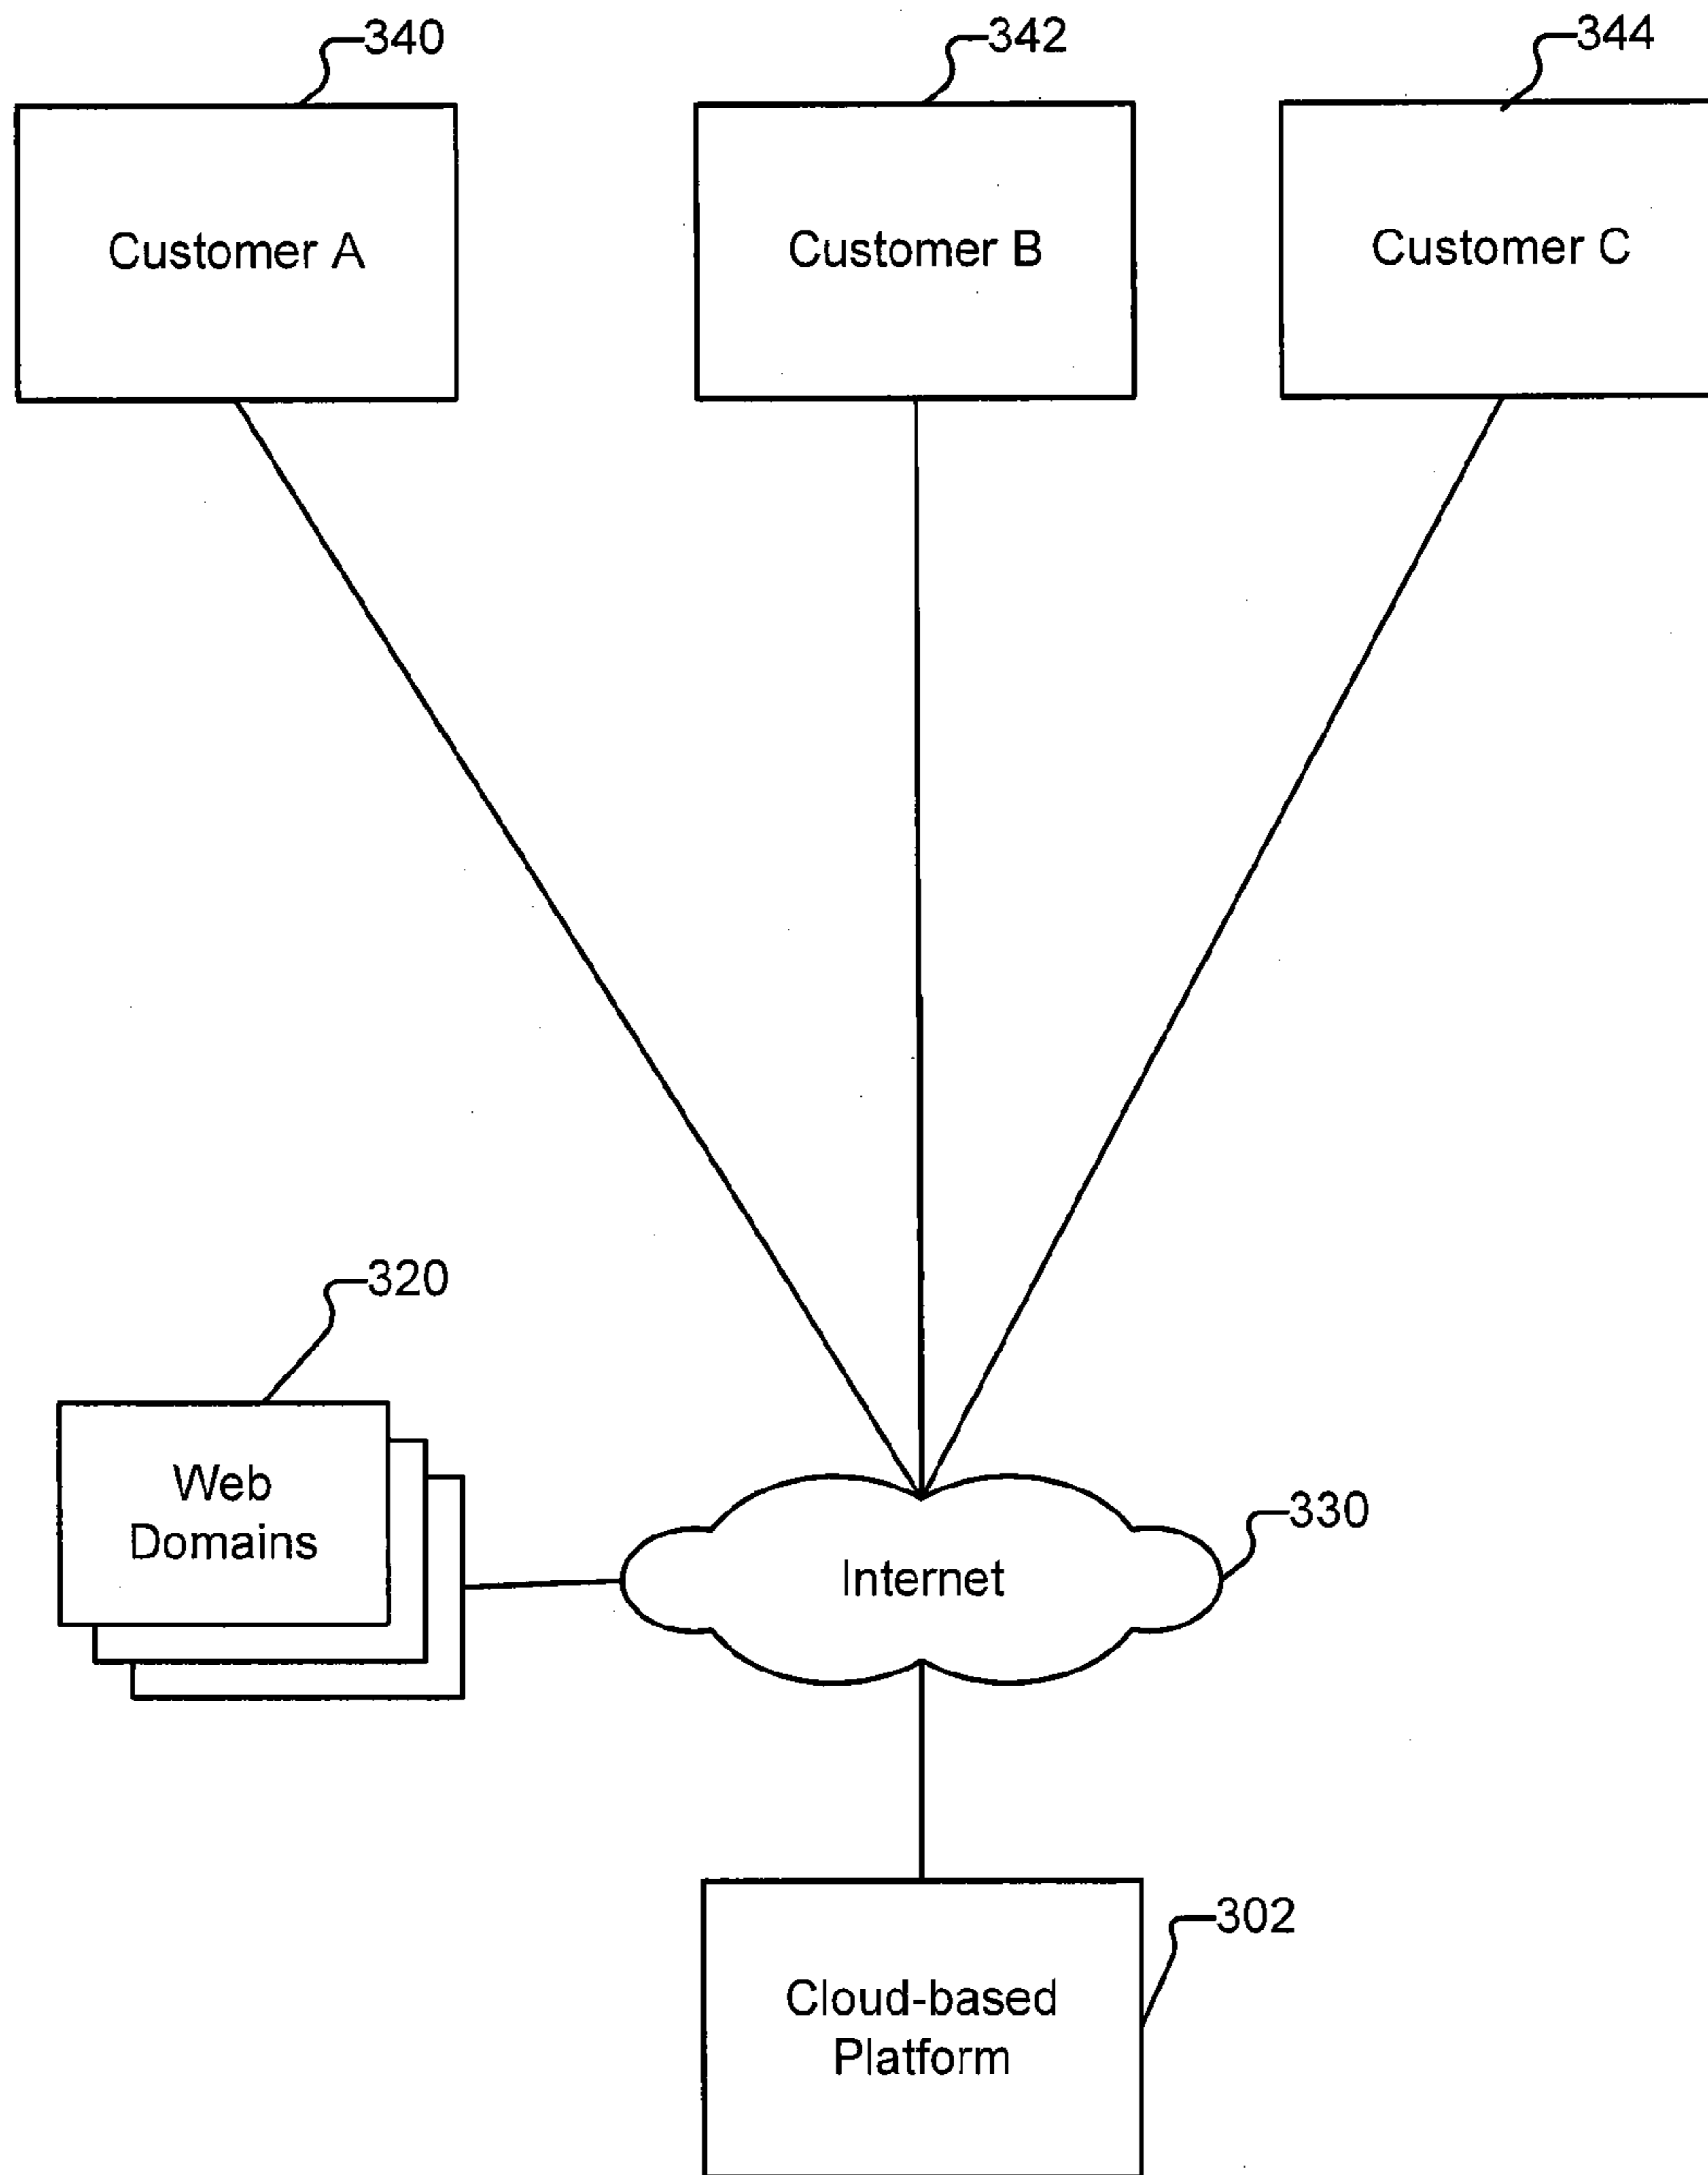 340
342
344
Customer A
Customer B
Customer C
320
Web
Domains
330
Internet
302
Cloud-based
Platform